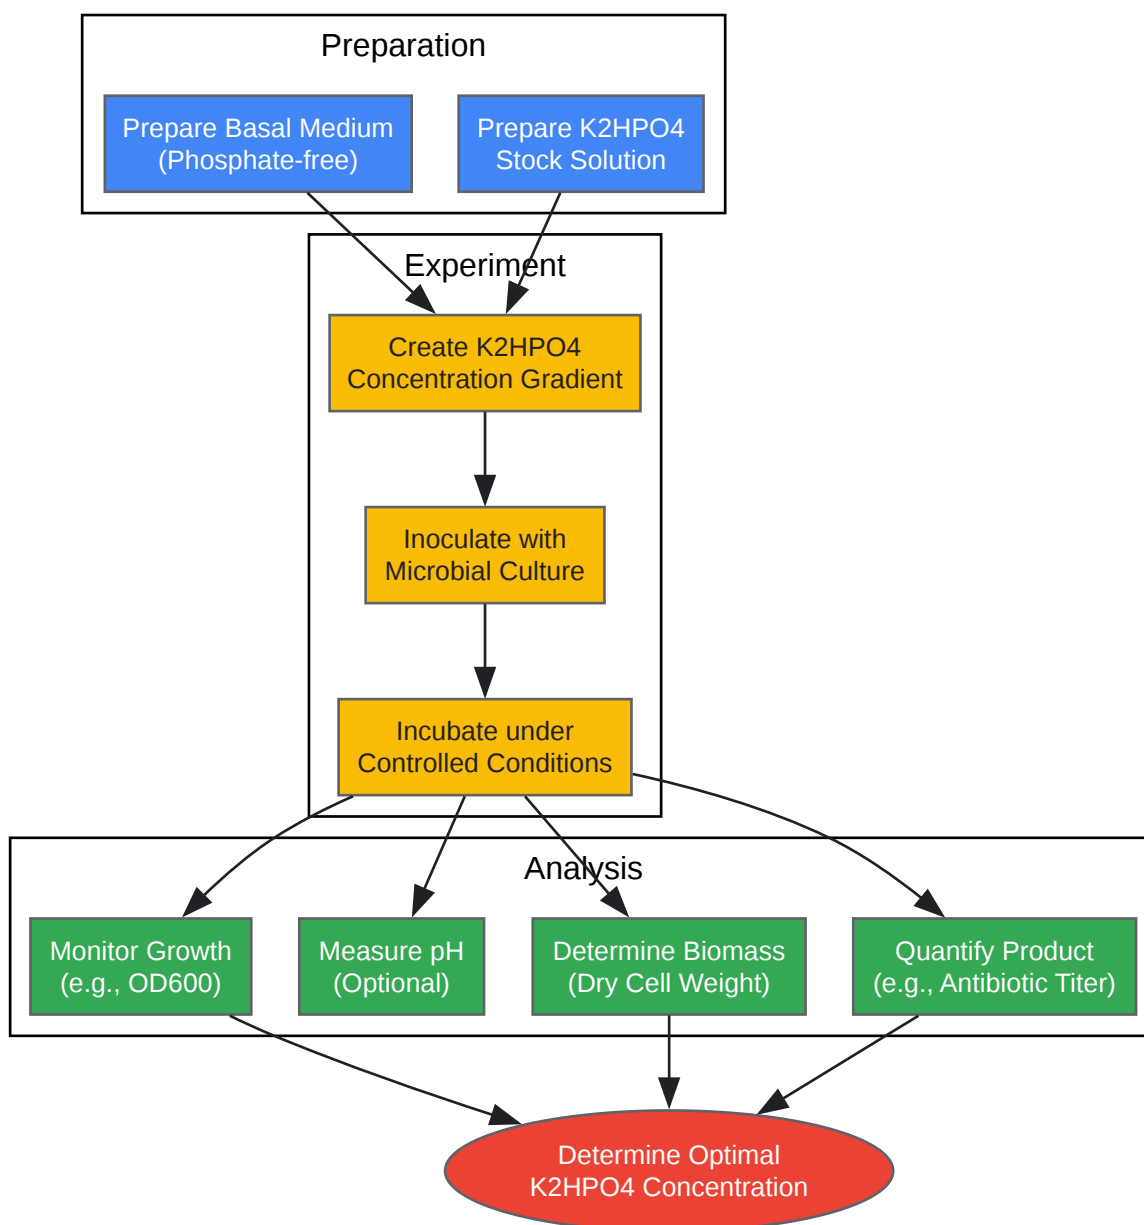 Preparation
Prepare Basal Medium
(Phosphate-free)
Prepare K2HPO4
Stock Solution
Experiment
Create K2HPO4
Concentration Gradient
Inoculate with
Microbial Culture
Incubate under
Controlled Conditions
Analysis
Monitor Growth
(e.g., OD600)
Measure pH
(Optional)
Determine Biomass
(Dry Cell Weight)
Quantify Product
(e.g., Antibiotic Titer)
Determine Optimal
K2HPO4 Concentration